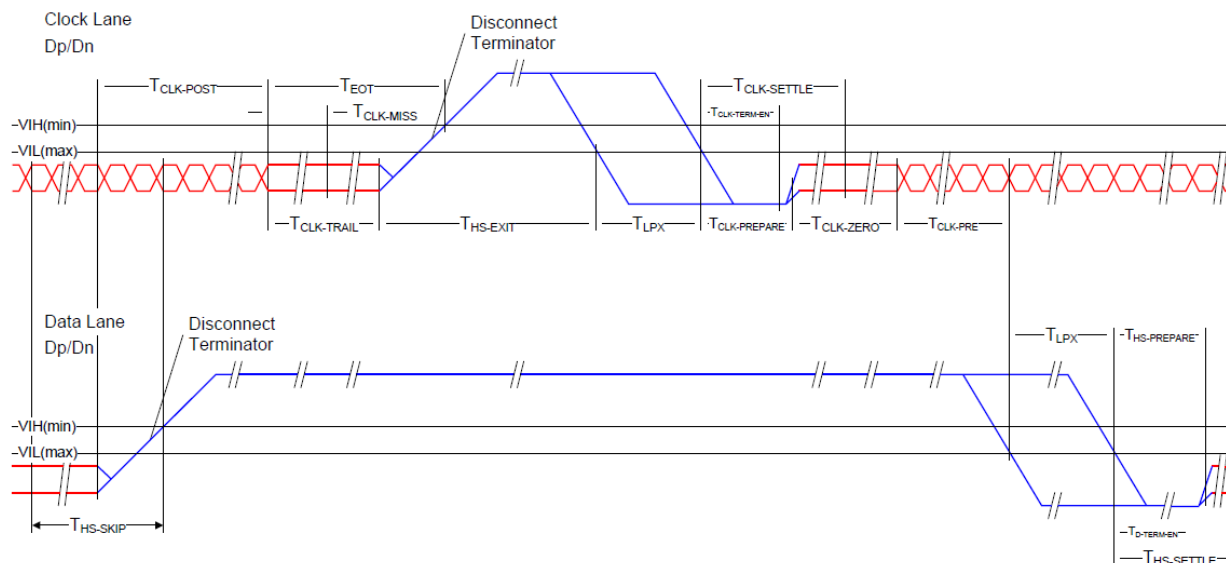 Clock Lane
Dp/Dn
Disconnect
Terminator
TCLK-POST
TEOT
TCLK-SETTLE
TCLK-MISS
TCLK-TERM-EN
VIH(min)
VIL(max)
TCLK-TRAIL
THS-EXIT
TLPX
TCLK-PREPARE
TCLK-ZERO
TCLK-PRE
Data Lane
Dp/Dn
Disconnect
Terminator
TLPX
THS-PREPARE
VIH(min)
VIL(max)
THS-SKIP
TD-TERM-EN
THS-SETTLE